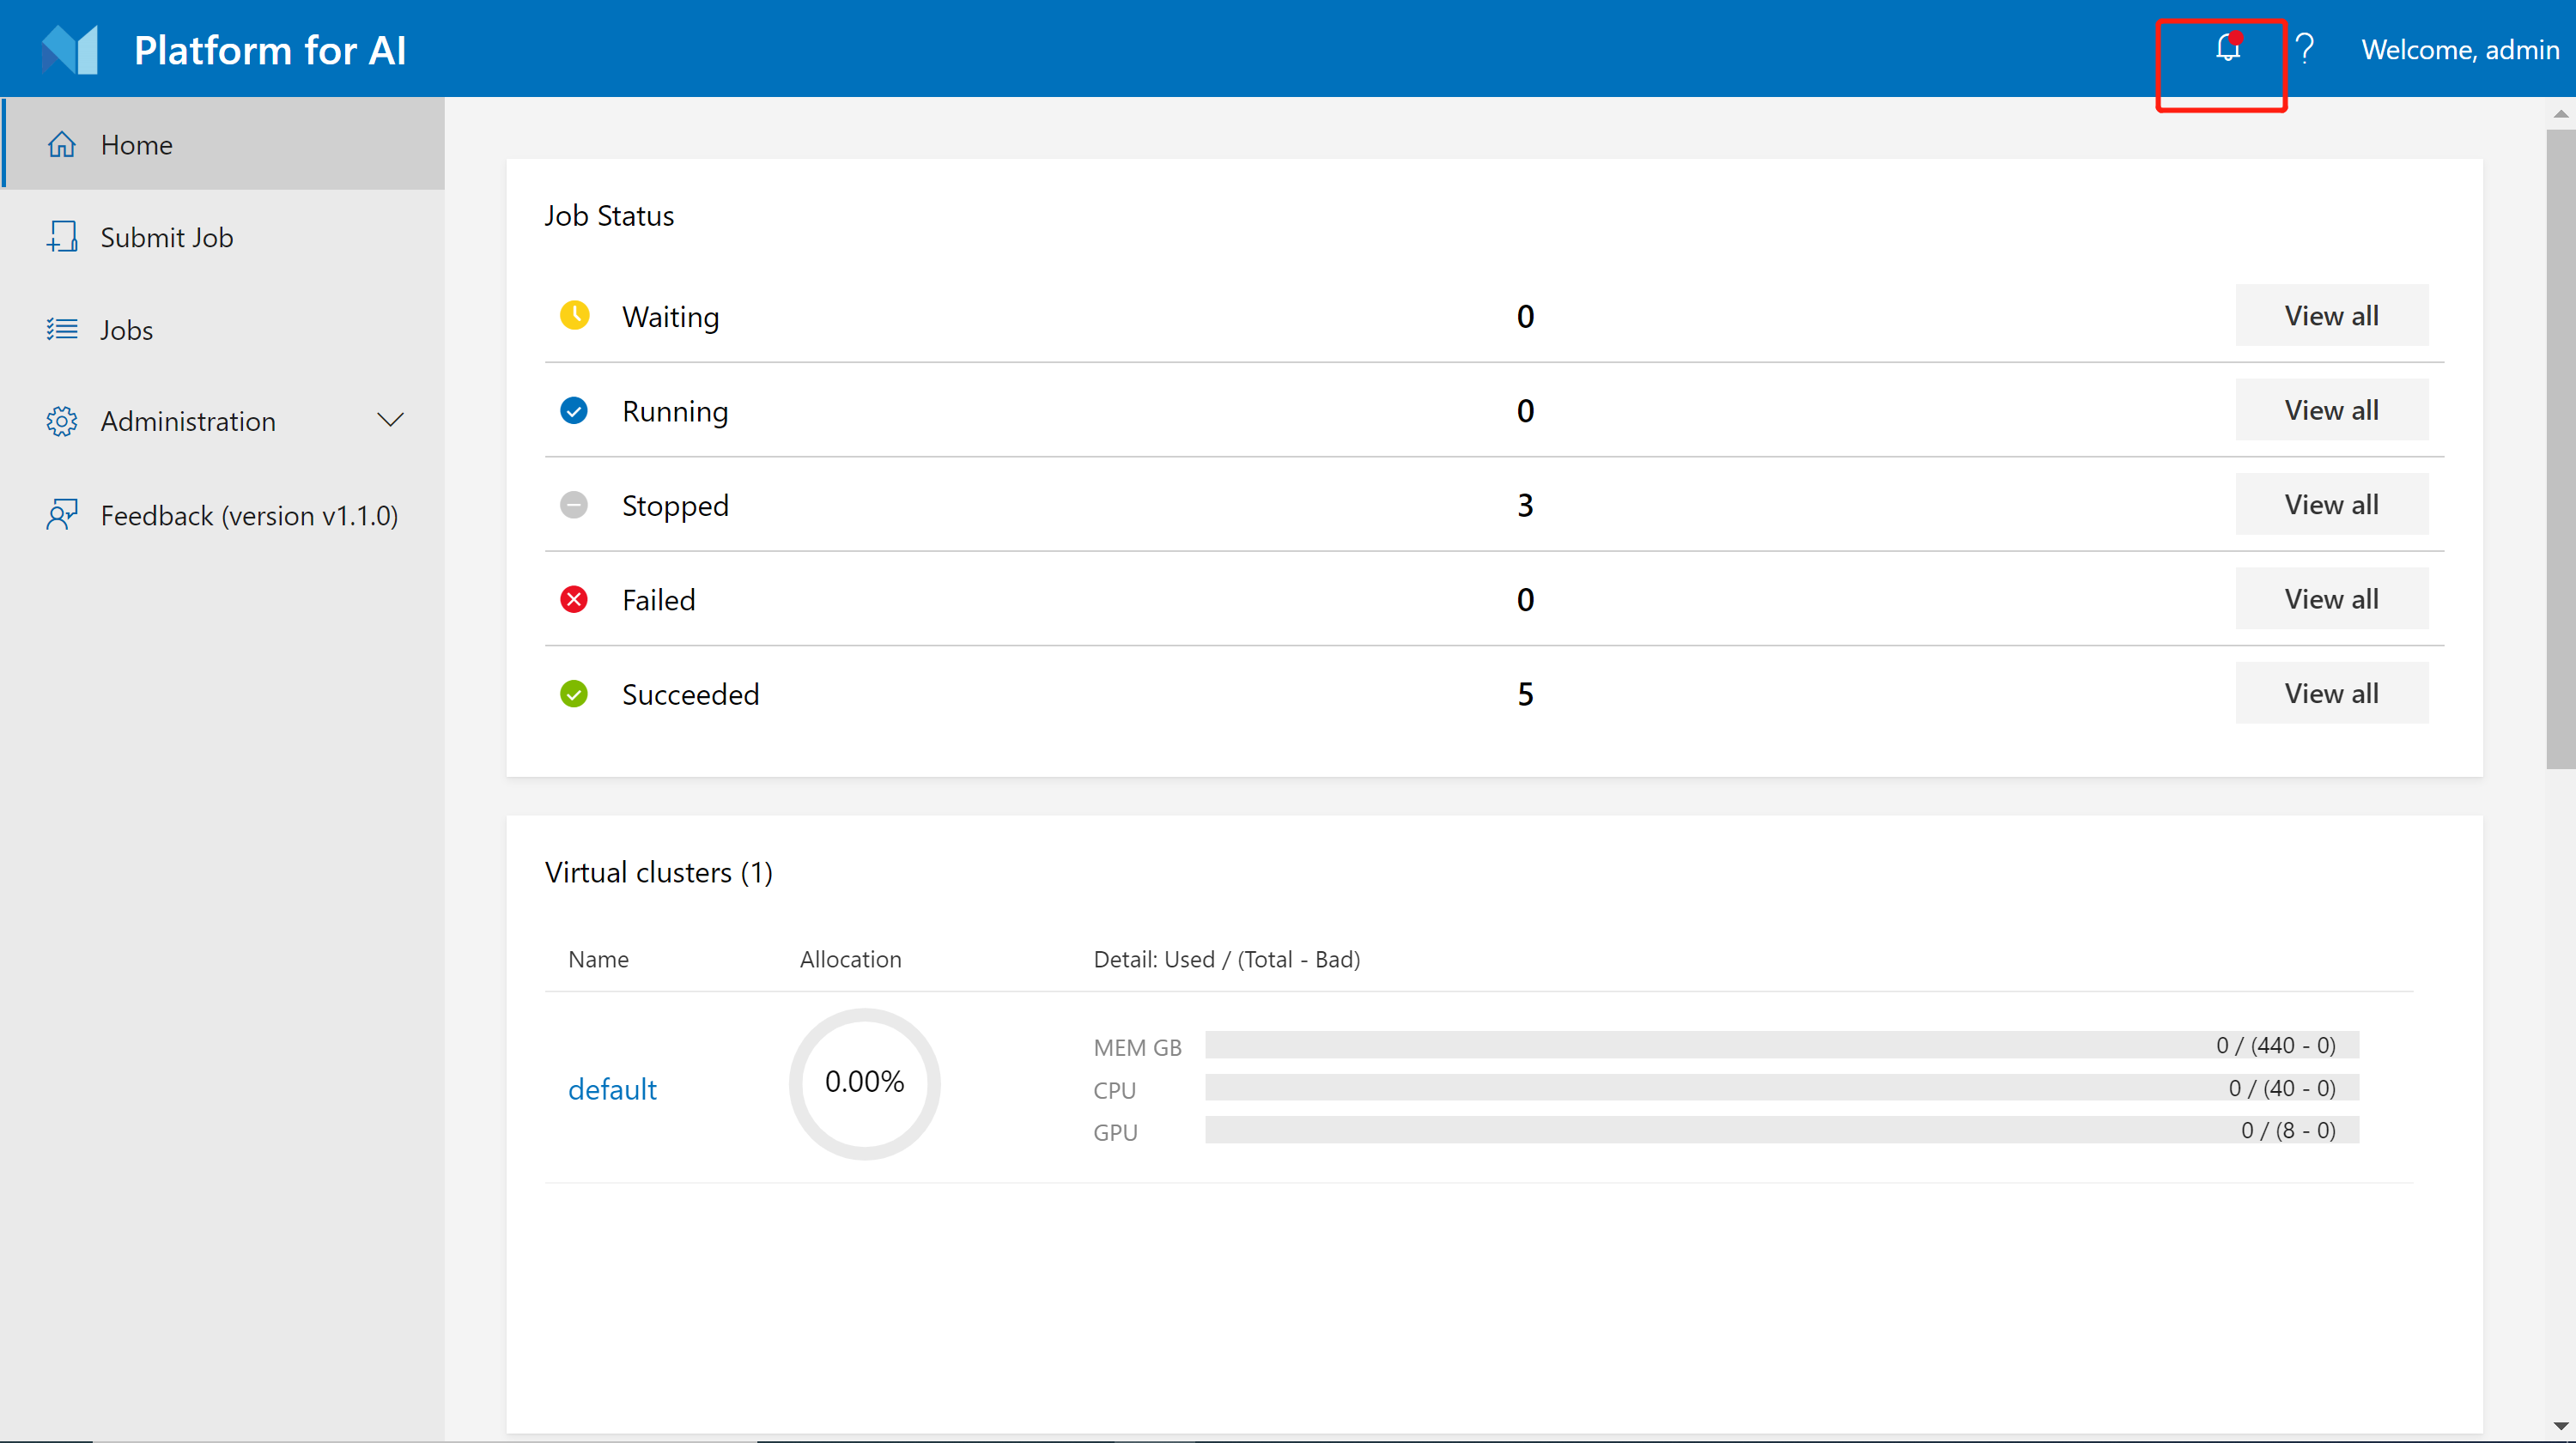 Platform for AI
Welcome, admin
Home
Submit Job
Jobs
Administration
Feedback (version v1.1.0)
Job Status
Waiting 0 View all
Running 0 View all
Stopped 3 View all
Failed 0 View all
Succeeded 5 View all
Virtual clusters (1)
Name Allocation Detail: Used / (Total - Bad)
default 0.00%
MEM GB 0 / (440 - 0)
CPU 0 / (40 - 0)
GPU 0 / (8 - 0)